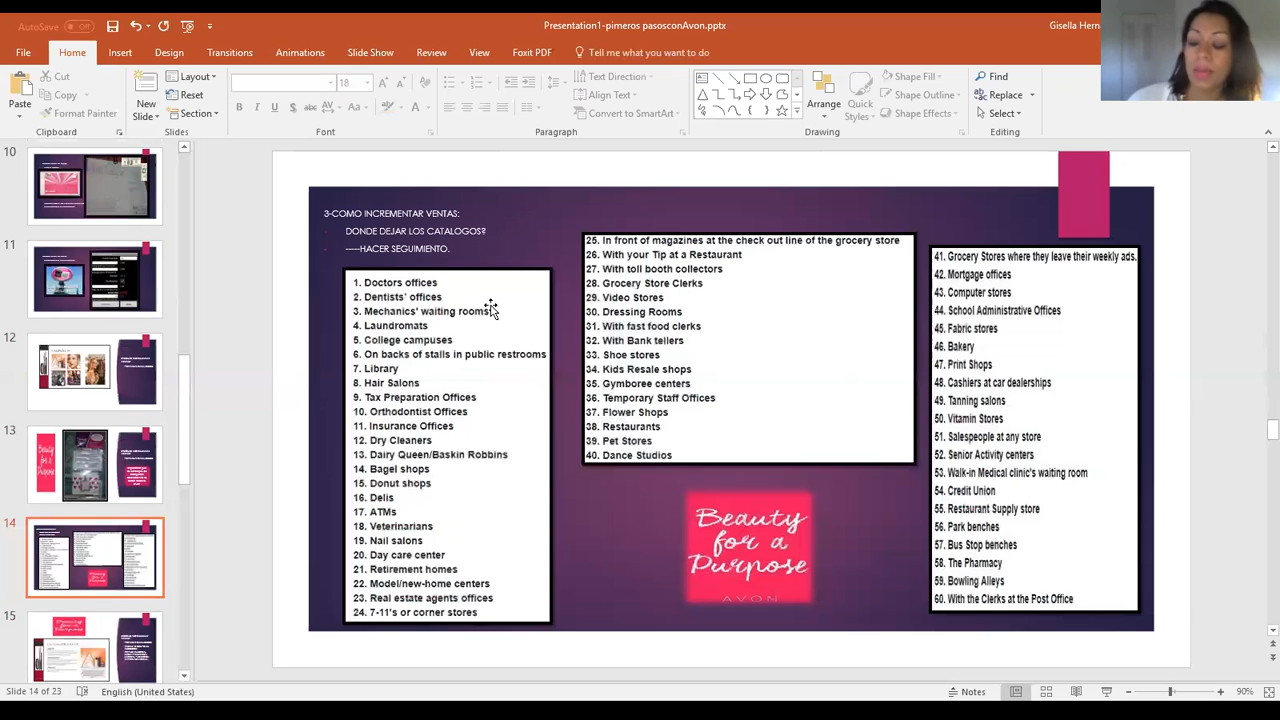 AutoSave Off
Presentation1-pimeros pasosconAvon.pptx
Gisella Hern
File
Home
Insert
Design
Transitions
Animations
Slide Show
Review
View
Foxit PDF
Tell me what you want to do
Paste
Cut
Copy
Format Painter
Clipboard
New
Slide
Layout
Reset
Section
Slides
18
Font
Text Direction
Align Text
Convert to SmartArt
Paragraph
Arrange
Quick
Styles
Shape Fill
Shape Outline
Shape Effects
Drawing
Find
Replace
Select
Editing
10
11
12
13
14
15
3-COMO INCREMENTAR VENTAS:
DONDE DEJAR LOS CATALOGOS?
-----HACER SEGUIMIENTO.
1. Doctors offices
2. Dentists' offices
3. Mechanics' waiting rooms
4. Laundromats
5. College campuses
6. On backs of stalls in public restrooms
7. Library
8. Hair Salons
9. Tax Preparation Offices
10. Orthodontist Offices
11. Insurance Offices
12. Dry Cleaners
13. Dairy Queen/Baskin Robbins
14. Bagel shops
15. Donut shops
16. Delis
17. ATMs
18. Veterinarians
19. Nail salons
20. Day care center
21. Retirement homes
22. Model/new-home centers
23. Real estate agents offices
24. 7-11's or corner stores
25. In front of magazines at the check out line of the grocery store
26. With your Tip at a Restaurant
27. With toll booth collectors
28. Grocery Store Clerks
29. Video Stores
30. Dressing Rooms
31. With fast food clerks
32. With Bank tellers
33. Shoe stores
34. Kids Resale shops
35. Gymboree centers
36. Temporary Staff Offices
37. Flower Shops
38. Restaurants
39. Pet Stores
40. Dance Studios
Beauty
for a
Purpose
AVON
41. Grocery Stores where they leave their weekly ads.
42. Mortgage offices
43. Computer stores
44. School Administrative Offices
45. Fabric stores
46. Bakery
47. Print Shops
48. Cashiers at car dealerships
49. Tanning salons
50. Vitamin Stores
51. Salespeople at any store
52. Senior Activity centers
53. Walk-in Medical clinic's waiting room
54. Credit Union
55. Restaurant Supply store
56. Park benches
57. Bus Stop benches
58. The Pharmacy
59. Bowling Alleys
60. With the Clerks at the Post Office
Slide 14 of 23
English (United States)
Notes
90%